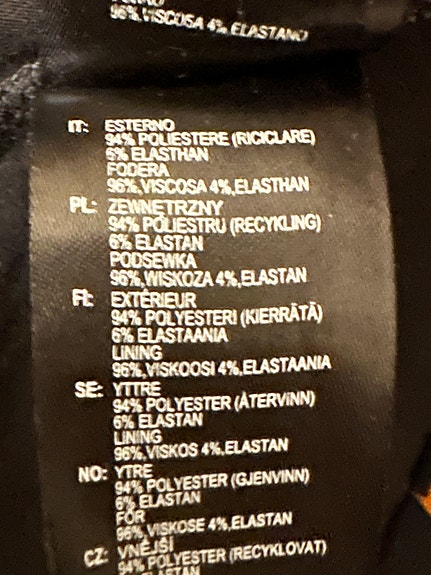 96%,VISCOSA 4%,ELASTANO
IT: ESTERNO
94% POLIESTERE (RICICLARE)
6% ELASTHAN
FODERA
96%,VISCOSA 4%,ELASTHAN
PL: ZEWNĘTRZNY
94% POLIESTRU (RECYKLING)
6% ELASTAN
PODSEWKA
96%,WISKOZA 4%,ELASTAN
FI: EXTÉRIEUR
94% POLYESTERI (KIERRÄTÄ)
6% ELASTAANIA
LINING
96%,VISKOOSI 4%,ELASTAANIA
SE: YTTRE
94% POLYESTER (ÅTERVINN)
6% ELASTAN
LINING
96%,VISKOS 4%,ELASTAN
NO: YTRE
94% POLYESTER (GJENVINN)
6% ELASTAN
FÔR
96%,VISKOSE 4%,ELASTAN
CZ: VNĚJŠÍ
94% POLYESTER (RECYKLOVAT)
ELASTAN